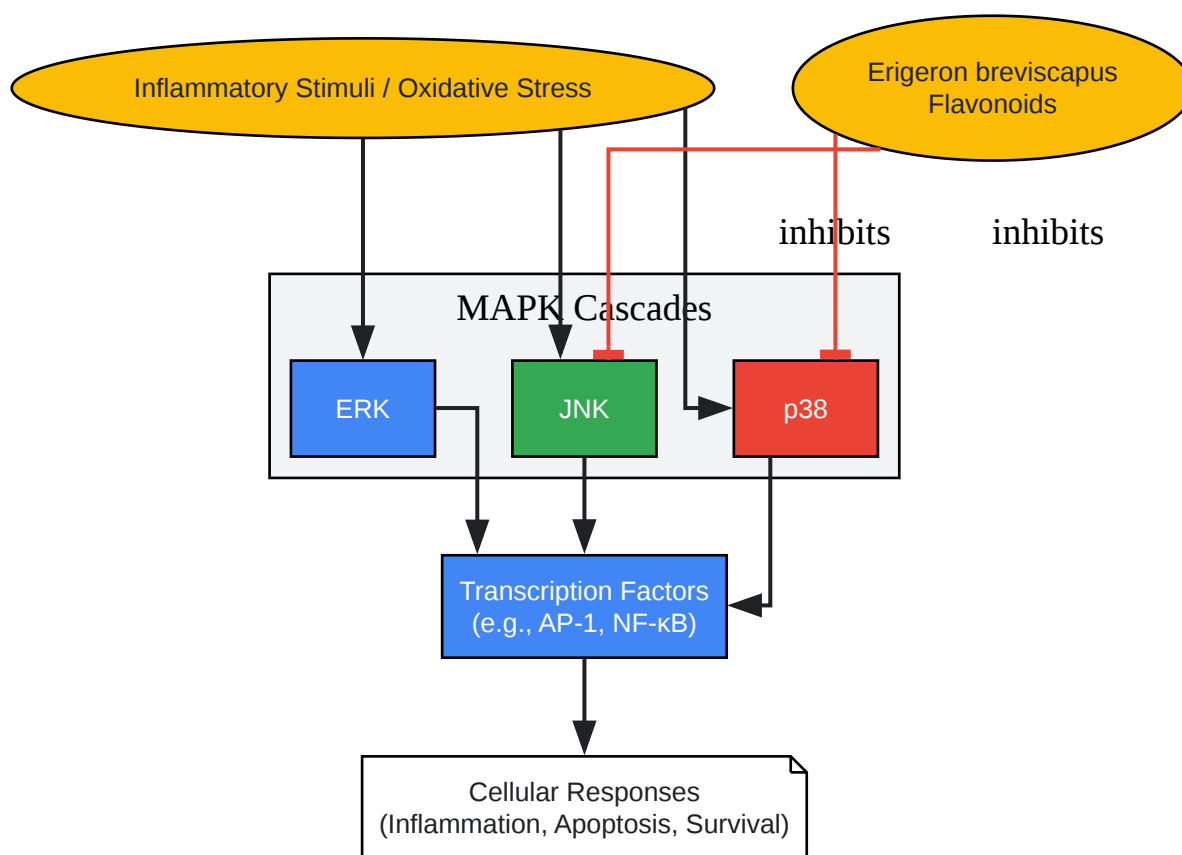 Inflammatory Stimuli / Oxidative Stress
Erigeron breviscapus
Flavonoids
inhibits
inhibits
MAPK Cascades
ERK
JNK
p38
Transcription Factors
(e.g., AP-1, NF-κB)
Cellular Responses
(Inflammation, Apoptosis, Survival)